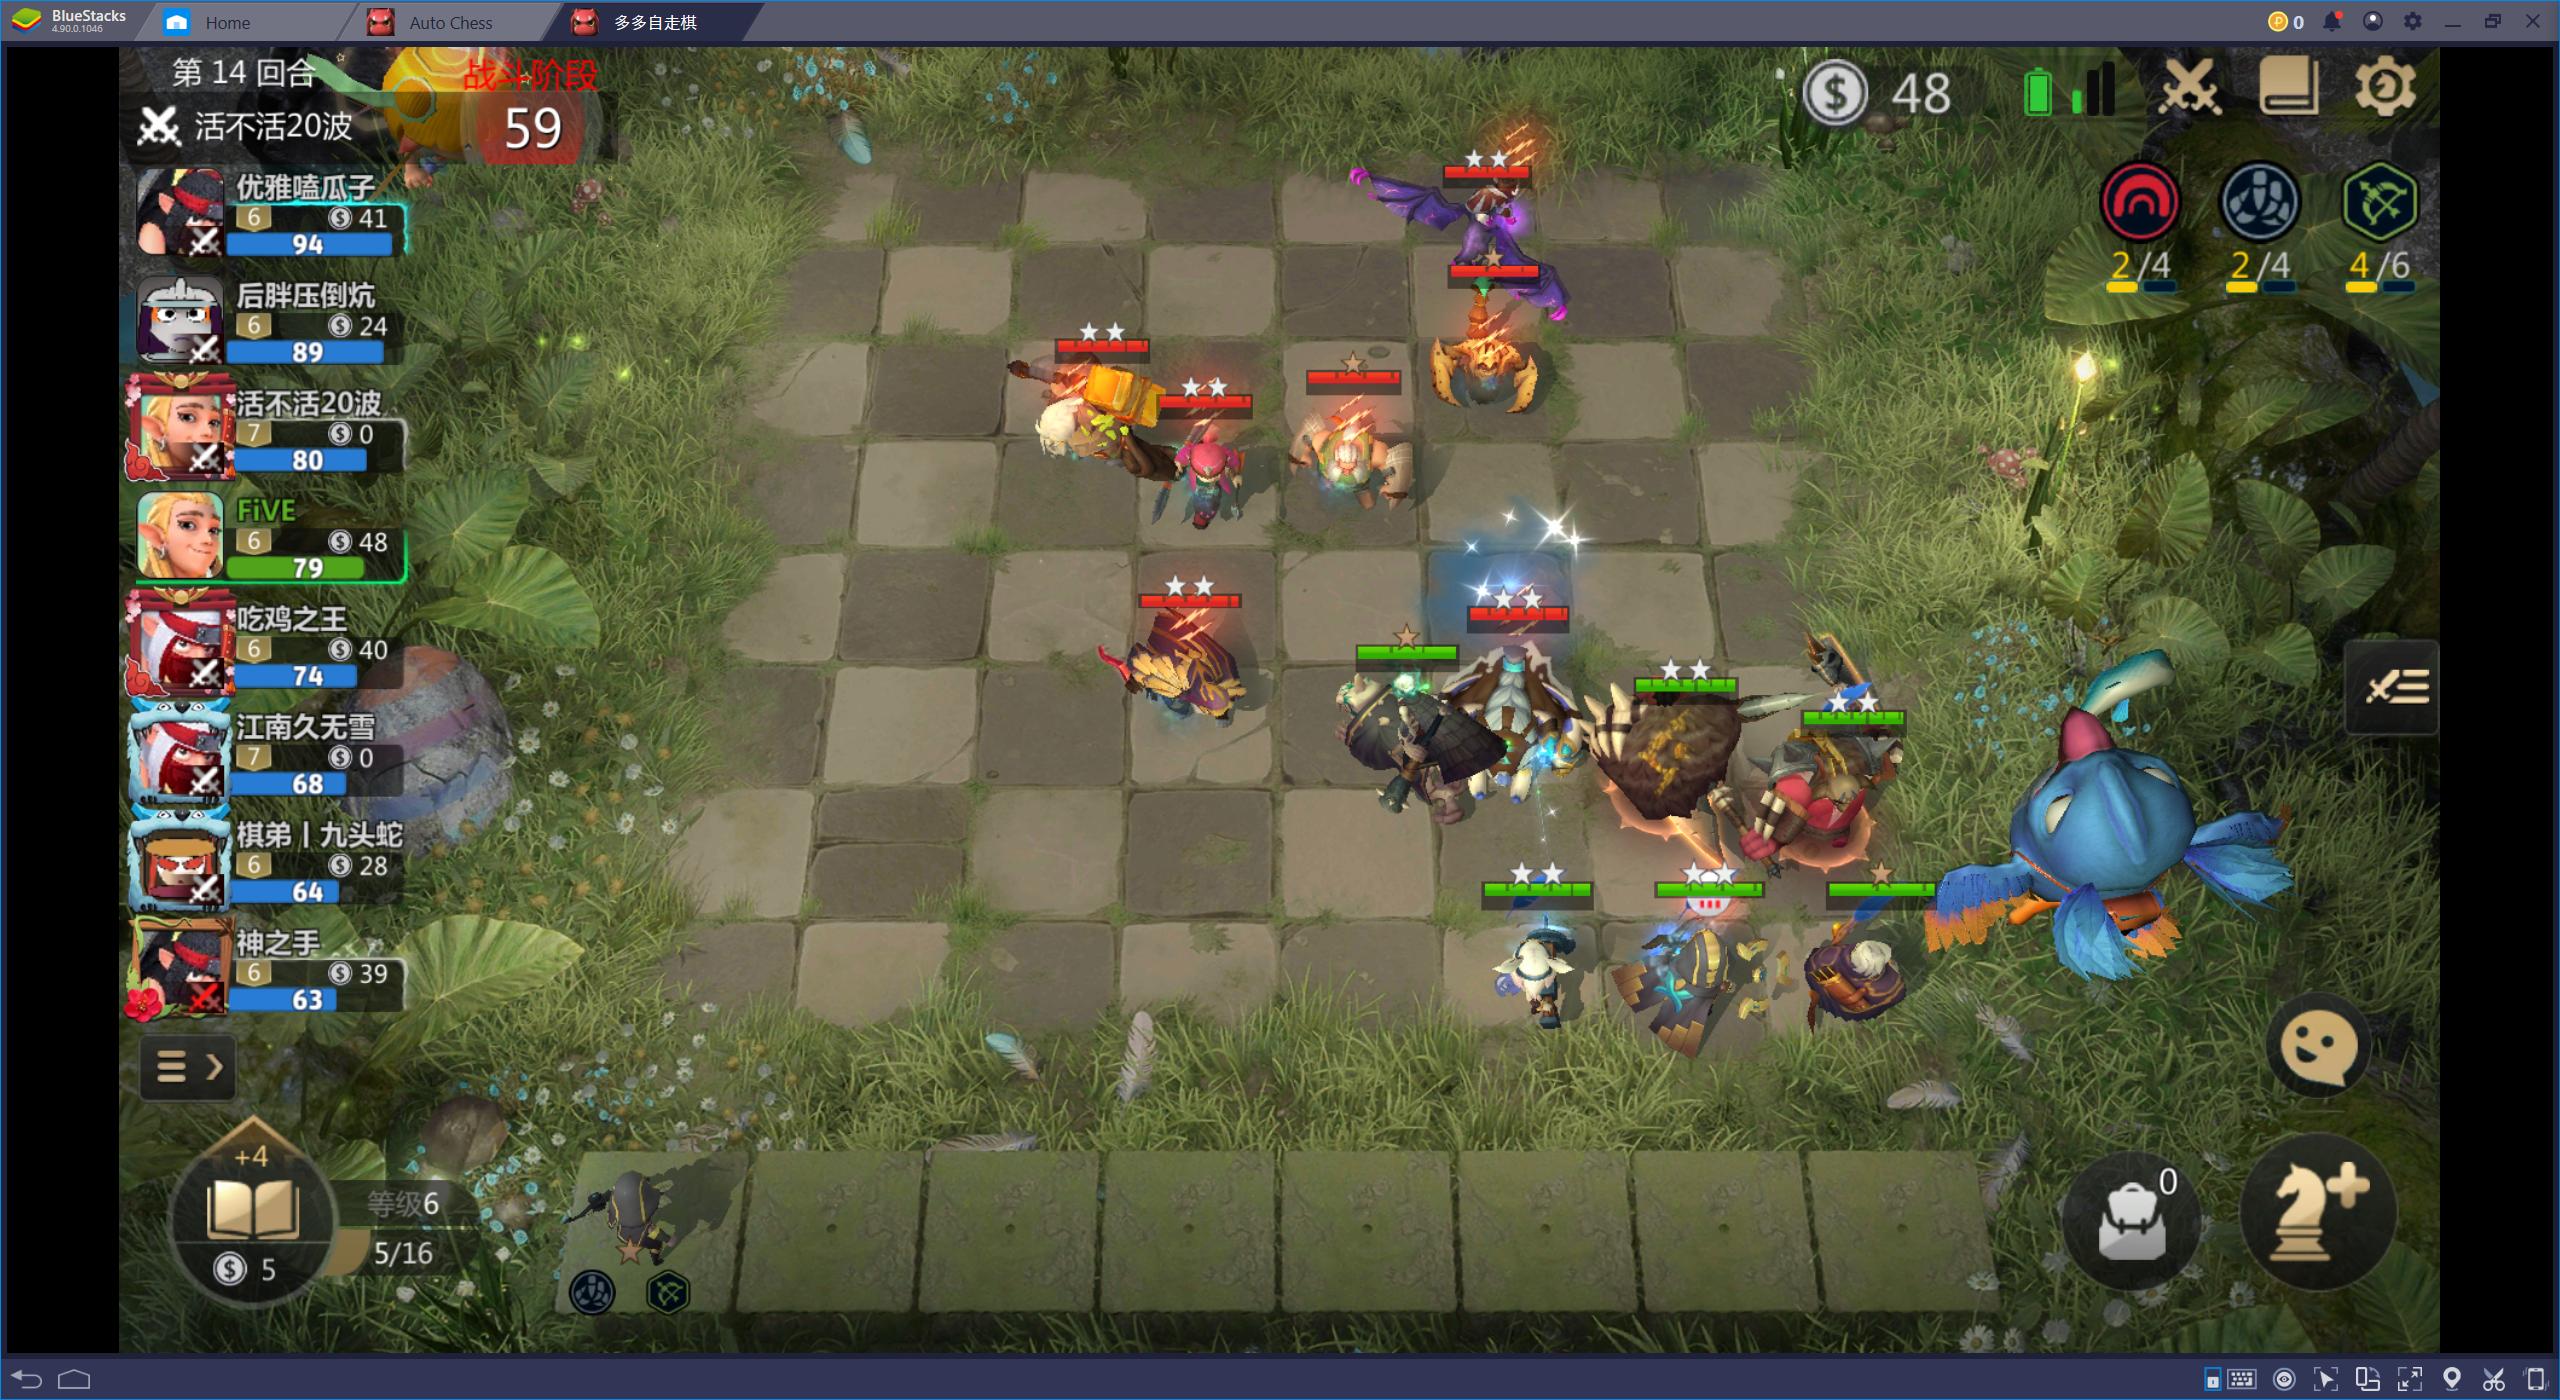 BlueStacks
4.90.0.1046
Home
Auto Chess
多多自走棋
0
第 14 回合
战斗阶段
活不活20波
59
48
2/4
2/4
4/6
优雅嗑瓜子
6
41
94
后胖压倒炕
6
24
89
活不活20波
7
0
80
FiVE
6
48
79
吃鸡之王
6
40
74
江南久无雪
7
0
68
棋弟丨九头蛇
6
28
64
神之手
6
39
63
+4
等级6
5/16
5
0